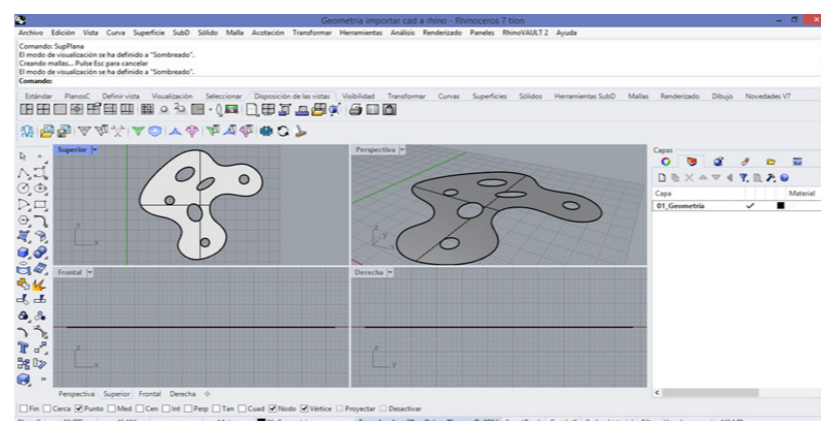 Geometria importar cad a rhino - Rhinoceros 7
Archivo Edición Vista Curva Superficie SubD Sólido Malla Acotación Transformar Herramientas Análisis Renderizado Paneles RhinoVAULT 2 Ayuda
Comando: SupPlana
El modo de visualización se ha definido a "Sombreado".
Creando mallas... Pulse Esc para cancelar
El modo de visualización se ha definido a "Sombreado".
Comando:
Estándar PlanosC Definir vista Visualización Seleccionar Disposición de las vistas Visibilidad Transformar Curvas Superficies Sólidos Herramientas SubD Mallas Renderizado Dibujo Novedades V7
Superior
Perspectiva
Capas
Capa Material
01_Geometria
y
x
Frontal
Derecha
z
x
z
y
Perspectiva Superior Frontal Derecha
Fin Cerca Punto Med Cen Int Perp Tan Cuad Nodo Vértice Proyectar Desactivar